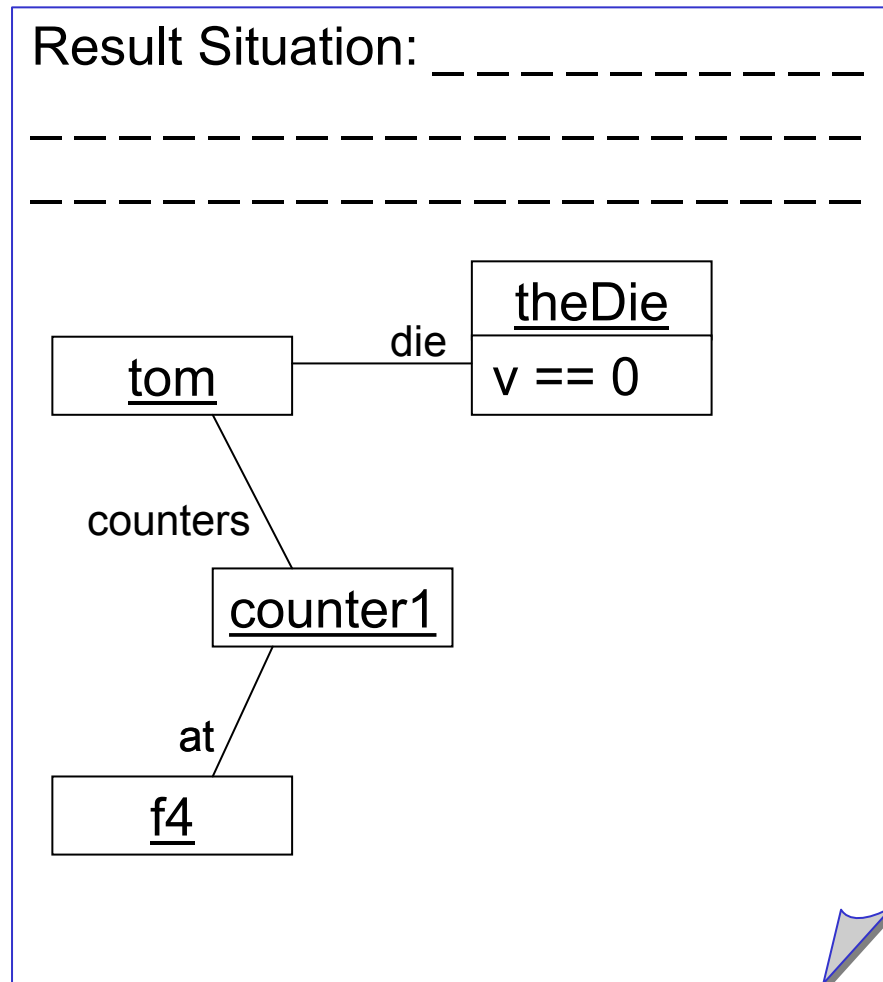 Result Situation:
theDie
die
tom
v == 0
counters
counter1
at
f4